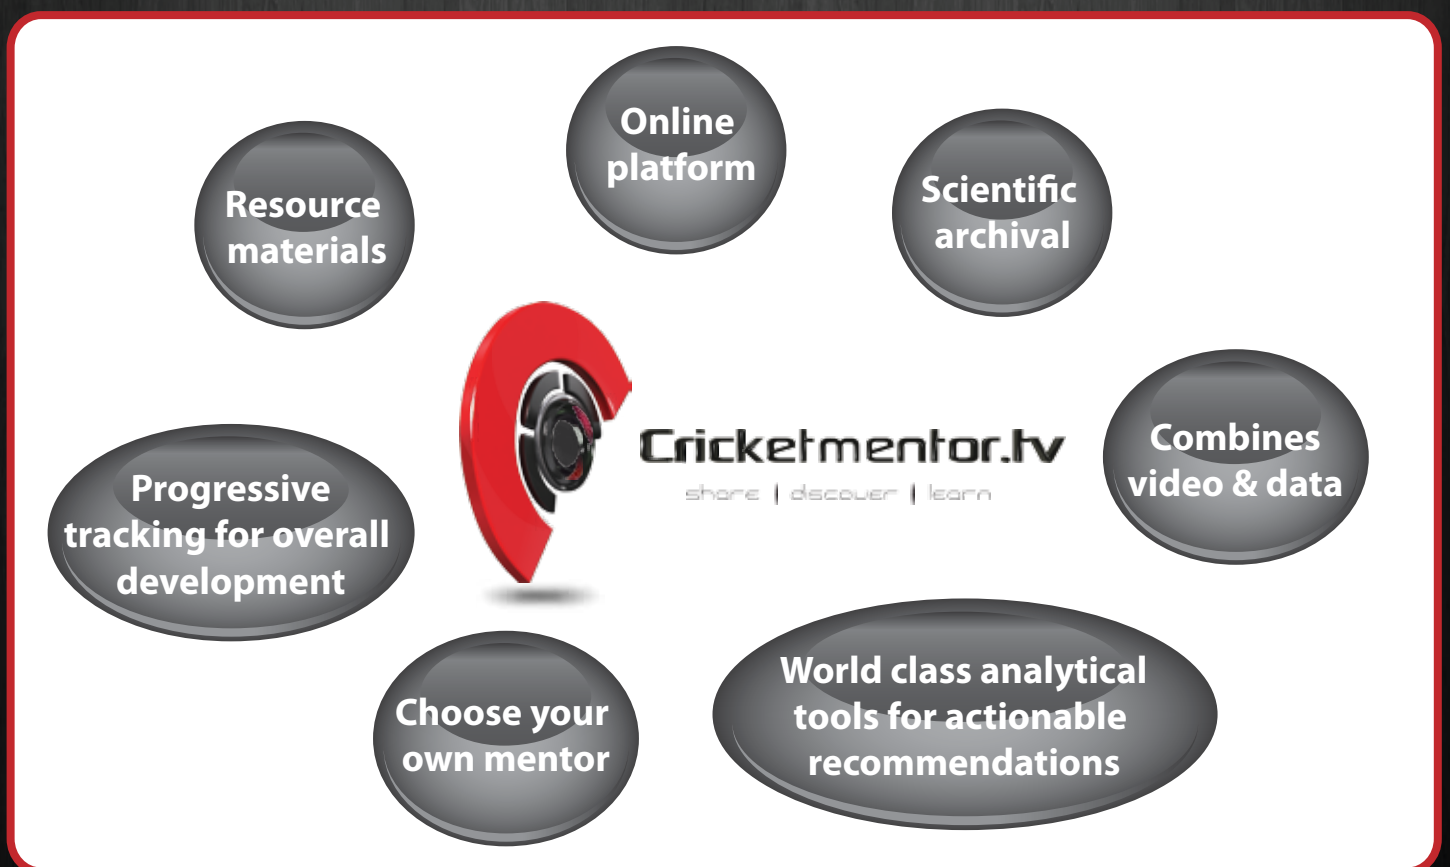 Online
platform
Resource
materials
Scientific
archival
Cricketmentor.tv
share | discover | learn
Combines
video & data
Progressive
tracking for overall
development
World class analytical
tools for actionable
recommendations
Choose your
own mentor